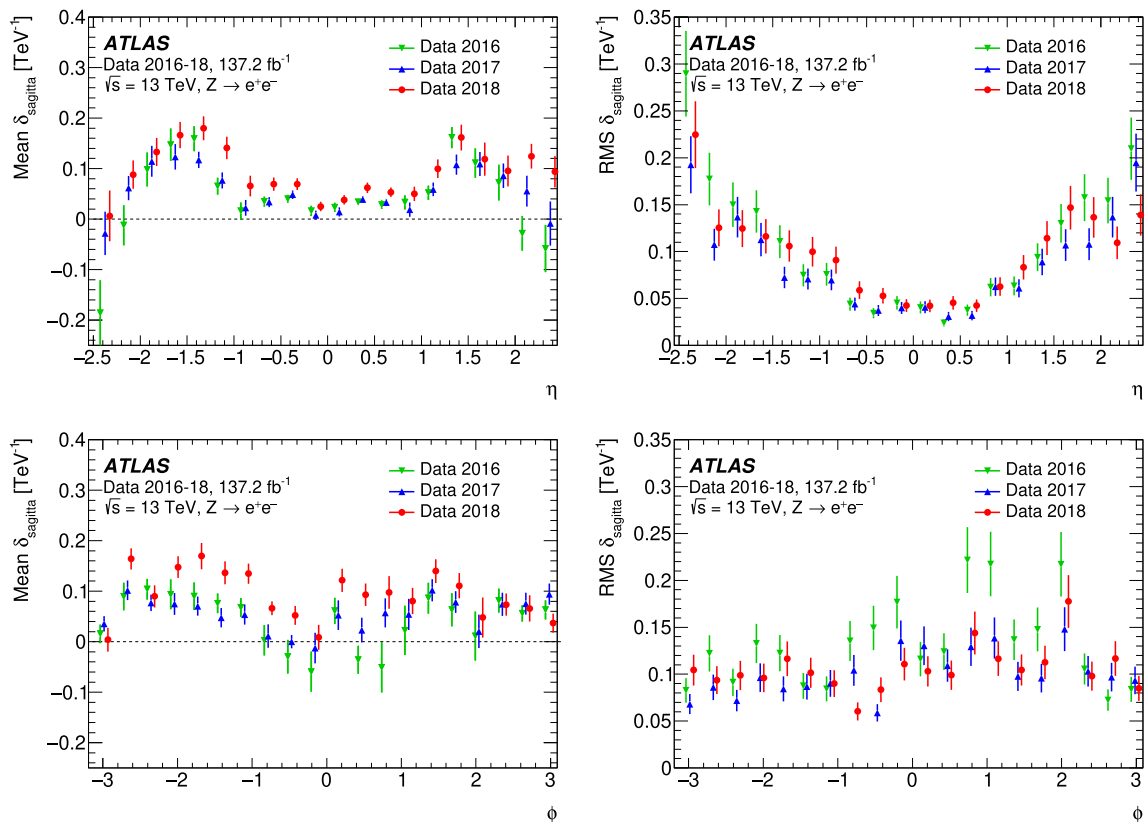 Mean δsagitta [TeV⁻¹]
0.4
0.3
0.2
0.1
0
−0.1
−0.2
ATLAS
Data 2016-18, 137.2 fb⁻¹
√s = 13 TeV, Z → e⁺e⁻
Data 2016
Data 2017
Data 2018
−2.5 −2 −1.5 −1 −0.5 0 0.5 1 1.5 2
η
RMS δsagitta [TeV⁻¹]
0.35
0.3
0.25
0.2
0.15
0.1
0.05
0
ATLAS
Data 2016-18, 137.2 fb⁻¹
√s = 13 TeV, Z → e⁺e⁻
Data 2016
Data 2017
Data 2018
−2.5 −2 −1.5 −1 −0.5 0 0.5 1 1.5 2
η
Mean δsagitta [TeV⁻¹]
0.4
0.3
0.2
0.1
0
−0.1
−0.2
ATLAS
Data 2016-18, 137.2 fb⁻¹
√s = 13 TeV, Z → e⁺e⁻
Data 2016
Data 2017
Data 2018
−3 −2 −1 0 1 2 3
ϕ
RMS δsagitta [TeV⁻¹]
0.35
0.3
0.25
0.2
0.15
0.1
0.05
0
ATLAS
Data 2016-18, 137.2 fb⁻¹
√s = 13 TeV, Z → e⁺e⁻
Data 2016
Data 2017
Data 2018
−3 −2 −1 0 1 2 3
ϕ